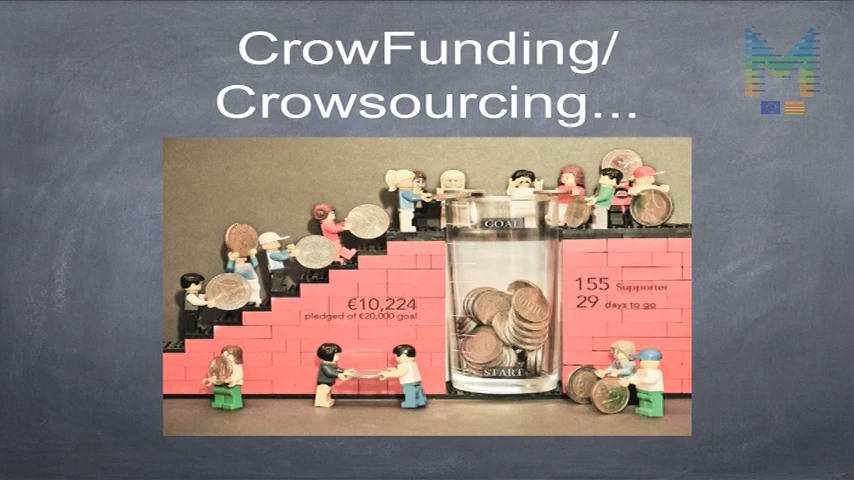 CrowFunding/
Crowsourcing...
GOAL
€10,224
pledged of €20,000 goal
155 Supporter
29 days to go
START